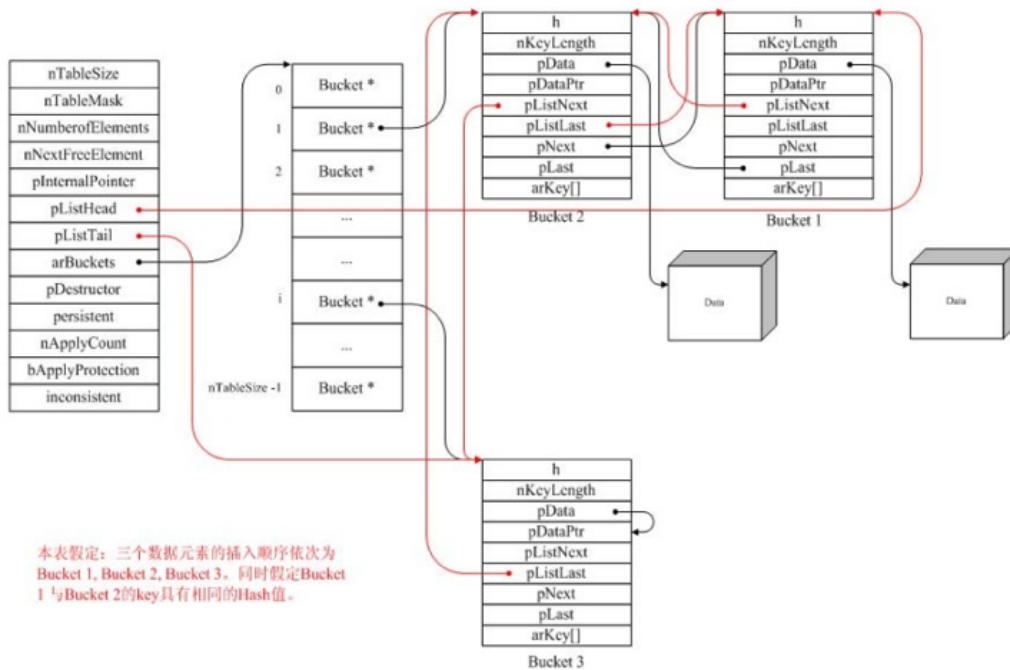 nTableSize
nTableMask
nNumberofElements
nNextFreeElement
pInternalPointer
pListHead
pListTail
arBuckets
pDestructor
persistent
nApplyCount
bApplyProtection
inconsistent
0
Bucket *
1
Bucket *
2
Bucket *
...
...
i
Bucket *
...
nTableSize -1
Bucket *
h
nKeyLength
pData
pDataPtr
pListNext
pListLast
pNext
pLast
arKey[]
Bucket 2
h
nKeyLength
pData
pDataPtr
pListNext
pListLast
pNext
pLast
arKey[]
Bucket 1
Data
Data
h
nKeyLength
pData
pDataPtr
pListNext
pListLast
pNext
pLast
arKey[]
Bucket 3
本表假定：三个数据元素的插入顺序依次为
Bucket 1, Bucket 2, Bucket 3。同时假定Bucket
1 与Bucket 2的key具有相同的Hash值。